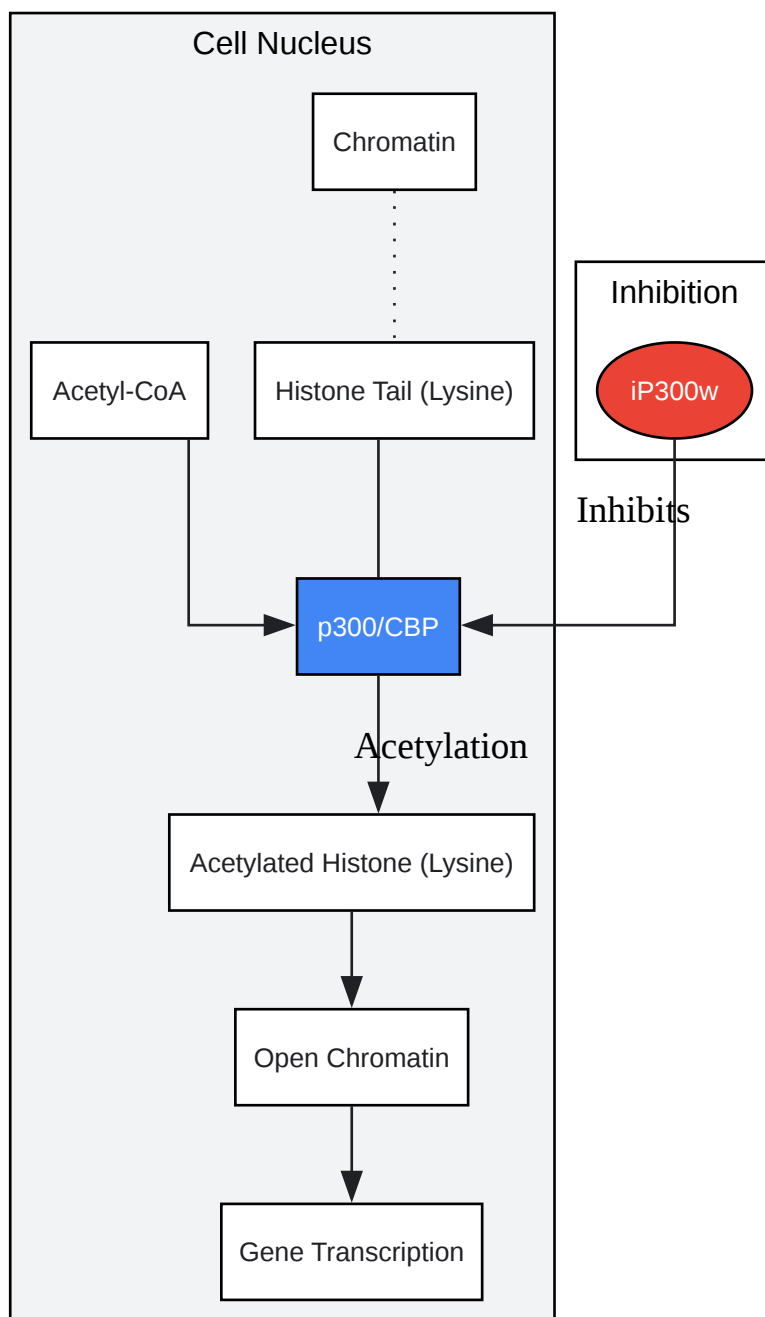 Cell Nucleus
Chromatin
Inhibition
Acetyl-CoA
Histone Tail (Lysine)
iP300w
Inhibits
p300/CBP
Acetylation
Acetylated Histone (Lysine)
Open Chromatin
Gene Transcription